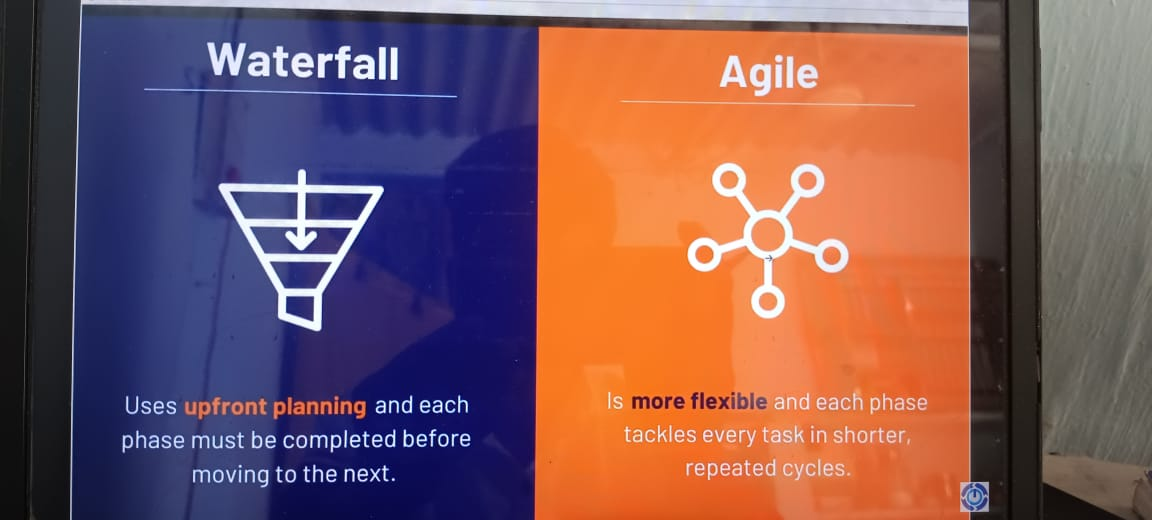 Waterfall
Uses upfront planning and each
phase must be completed before
moving to the next.
Agile
Is more flexible and each phase
tackles every task in shorter,
repeated cycles.